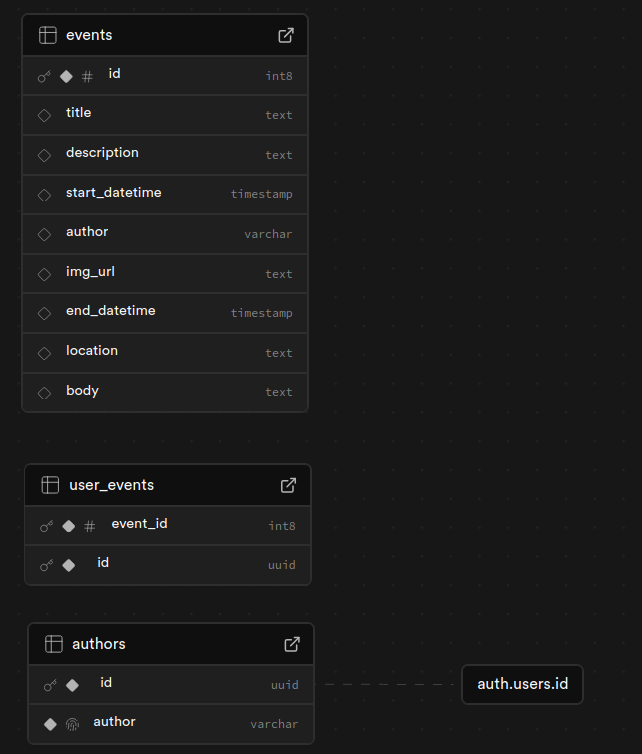 events
# id int8
title text
description text
start_datetime timestamp
author varchar
img_url text
end_datetime timestamp
location text
body text
user_events
# event_id int8
id uuid
authors
id uuid
auth.users.id
author varchar